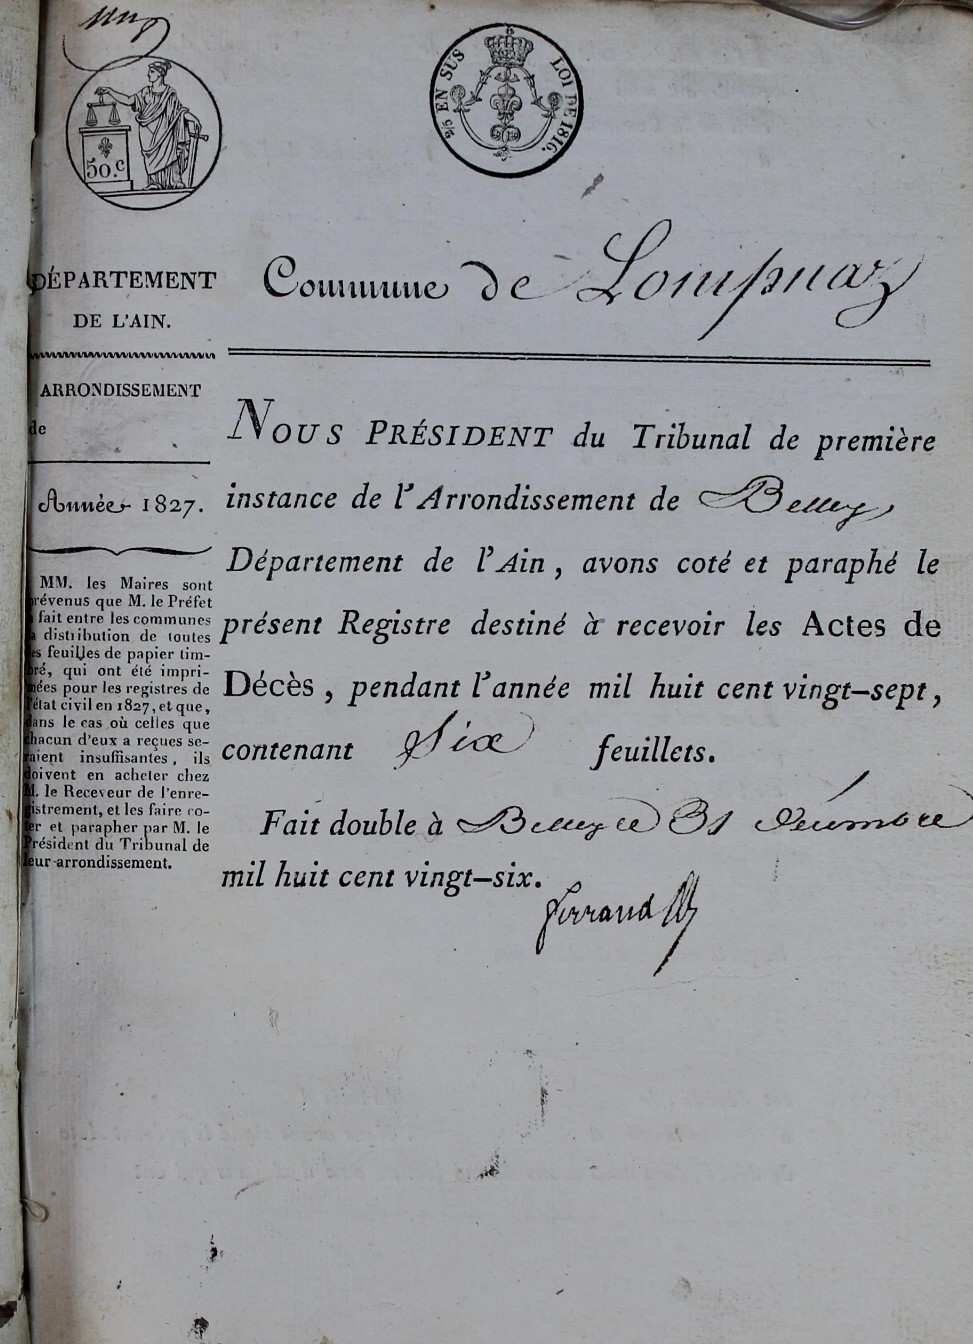 50.c
2/5 EN SUS
LOI DE 1816.
DÉPARTEMENT
DE L'AIN.
ARRONDISSEMENT
de
Année 1827.
MM. les Maires sont
prévenus que M. le Préfet
a fait entre les communes
la distribution de toutes
les feuilles de papier tim-
bré, qui ont été impri-
mées pour les registres de
l'état civil en 1827, et que,
dans le cas où celles que
chacun d'eux a reçues se-
raient insuffisantes, ils
doivent en acheter chez
M. le Receveur de l'enre-
gistrement, et les faire co-
ter et parapher par M. le
Président du Tribunal de
leur arrondissement.
Commune de Lompnaz
NOUS PRÉSIDENT du Tribunal de première
instance de l'Arrondissement de Belley
Département de l'Ain, avons coté et paraphé le
présent Registre destiné à recevoir les Actes de
Décès, pendant l'année mil huit cent vingt-sept,
contenant Six feuillets.
Fait double à Belley ce 31 décembre
mil huit cent vingt-six.
ferrand